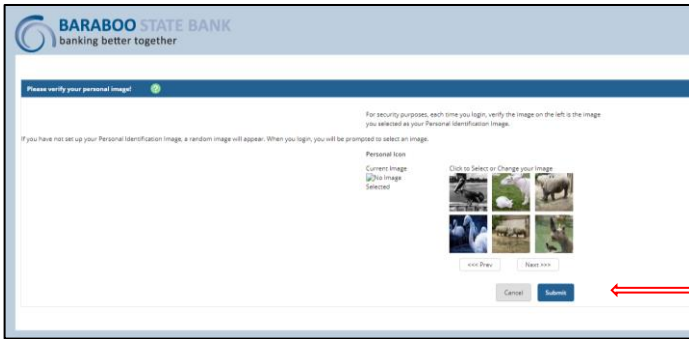 BARABOO STATE BANK
banking better together
Please verify your personal image! ?
For security purposes, each time you login, verify the image on the left is the image
you selected as your Personal Identification Image.
If you have not set up your Personal Identification Image, a random image will appear. When you login, you will be prompted to select an image.
Personal Icon
Current Image
Click to Select or Change your Image
No Image
Selected
<<< Prev
Next >>>
Cancel
Submit